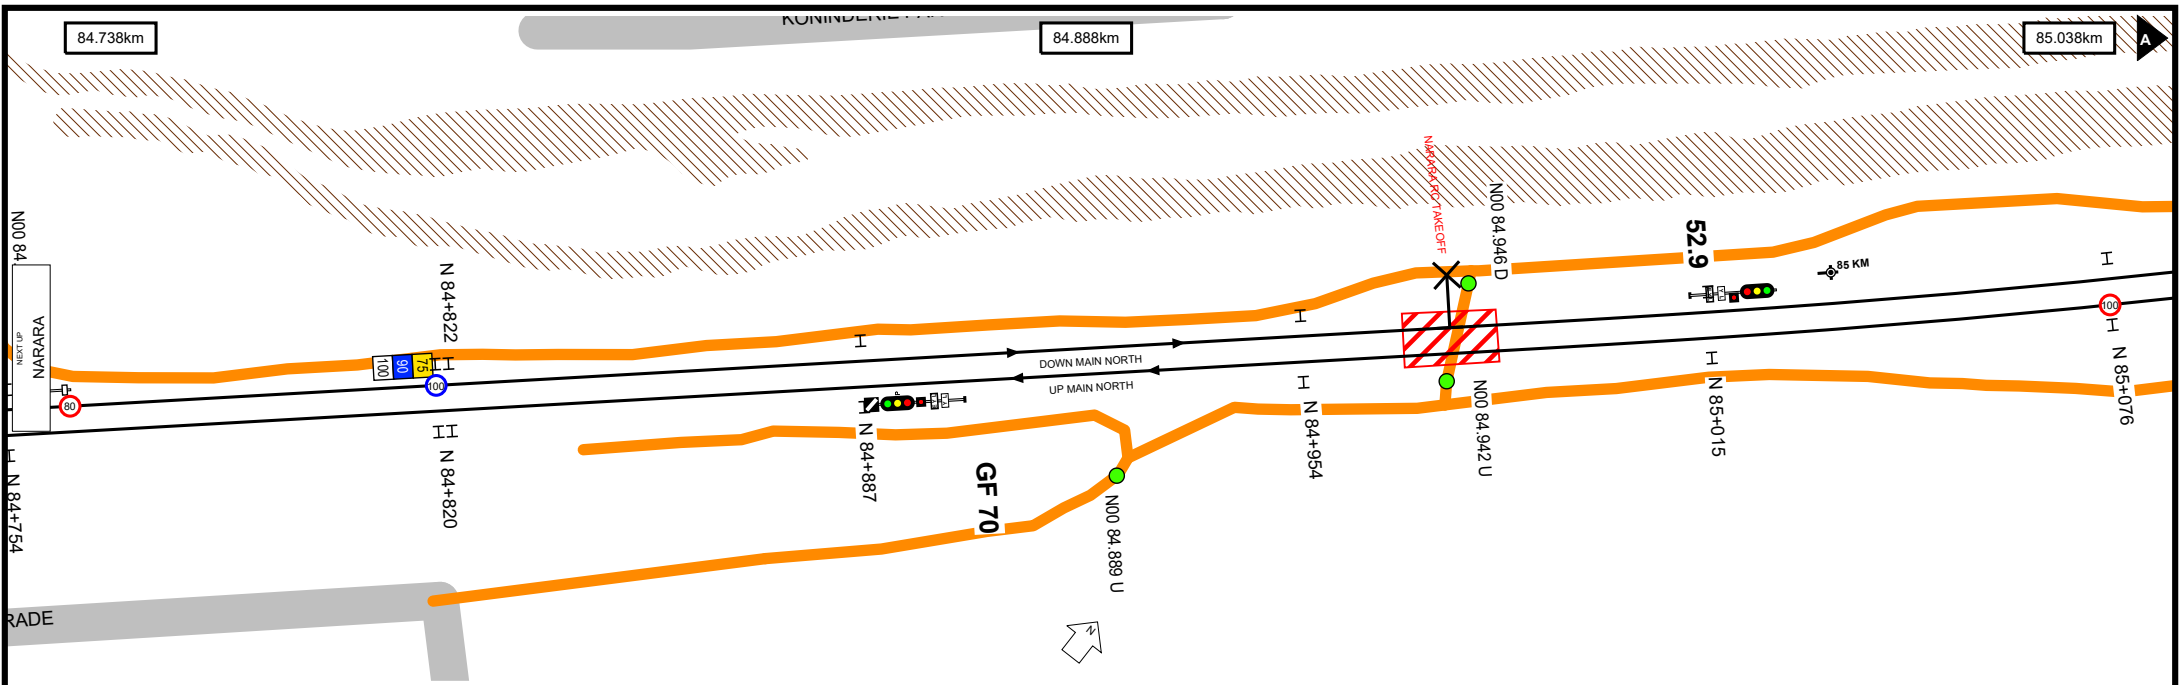 KONINDERIE PA
84.738km
84.888km
85.038km
A
NARARA RC TAKEOFF
N00 84.946 D
N00 84.
52.9
85 KM
N 84+822
NEXT UP
NARARA
100
90
75
100
80
100
DOWN MAIN NORTH
UP MAIN NORTH
N 84+754
N 84+820
N 84+887
GF 70
N00 84.889 U
N 84+954
N00 84.942 U
N 85+015
N 85+076
RADE
N